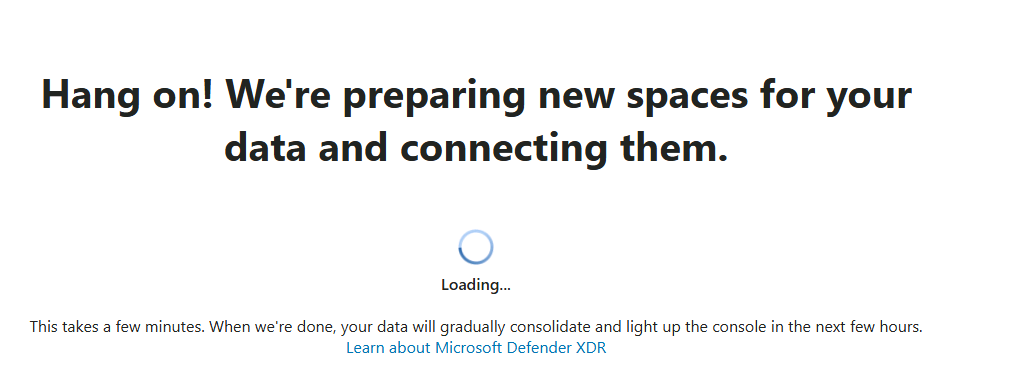 Hang on! We're preparing new spaces for your
data and connecting them.
Loading...
This takes a few minutes. When we're done, your data will gradually consolidate and light up the console in the next few hours.
Learn about Microsoft Defender XDR